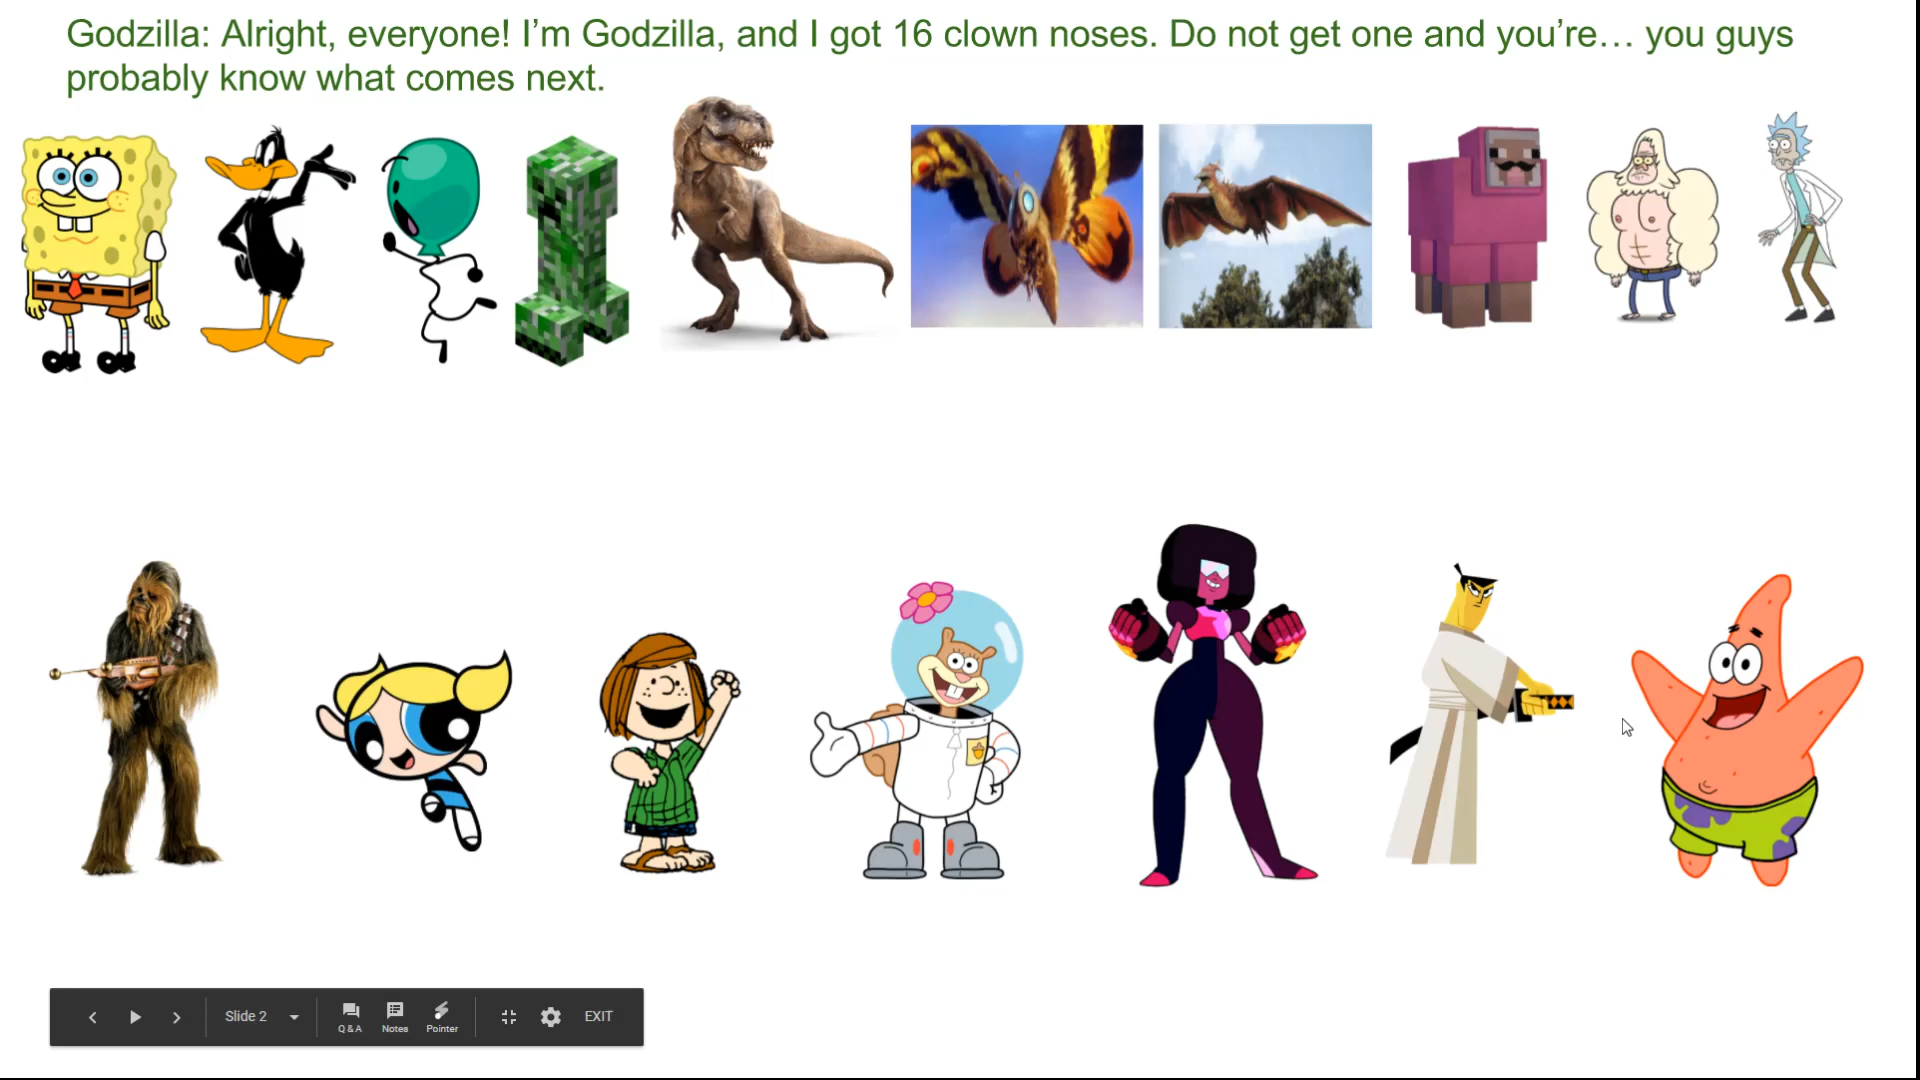 Godzilla: Alright, everyone! I’m Godzilla, and I got 16 clown noses. Do not get one and you’re… you guys
probably know what comes next.
Slide 2
Q & A Notes Pointer
EXIT